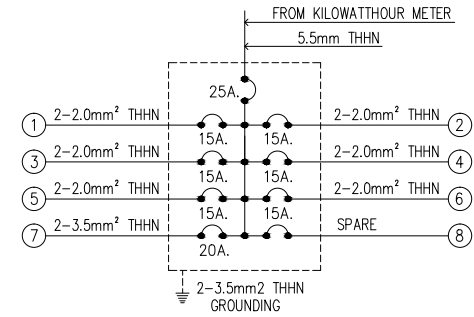 FROM KILOWATTHOUR METER
5.5mm THHN
25A.
1 2-2.0mm² THHN 2-2.0mm² THHN 2
15A. 15A.
3 2-2.0mm² THHN 2-2.0mm² THHN 4
15A. 15A.
5 2-2.0mm² THHN 2-2.0mm² THHN 6
15A. 15A.
7 2-3.5mm² THHN SPARE 8
20A.
2-3.5mm2 THHN
GROUNDING